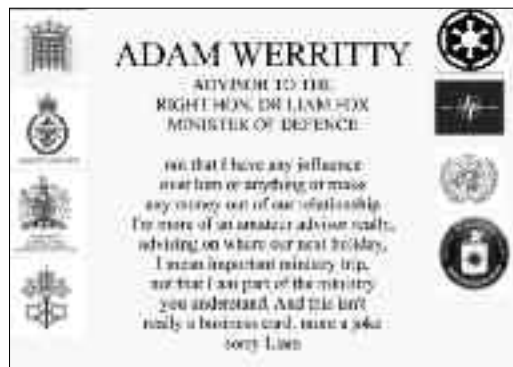 ADAM WERRITTY
ADVISOR TO THE
RIGHT HON. DR LIAM FOX
MINISTER OF DEFENCE
not that I have any influence
over him or anything or make
any money out of our relationship
I'm more of an amateur advisor really,
advising on where our next holiday,
I mean important ministry trip,
not that I am part of the ministry
you understand. And this isn't
really a business card, more a joke
sorry Liam